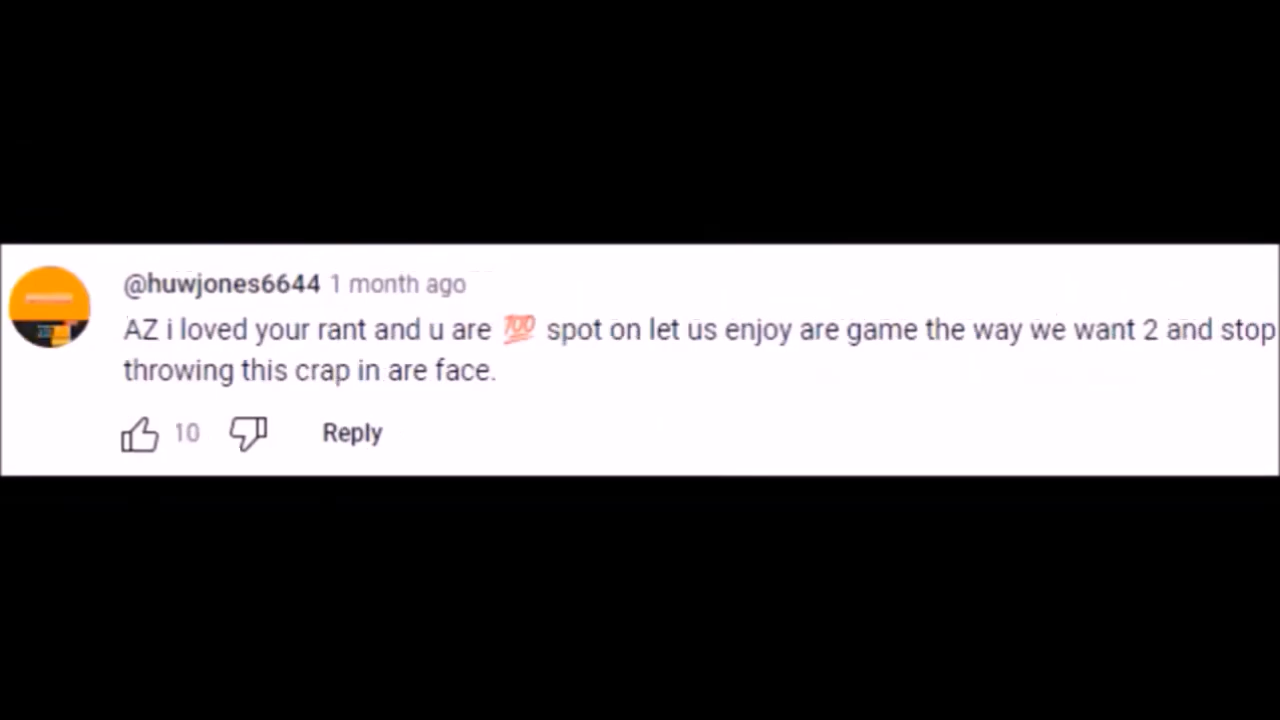 @huwjones6644 1 month ago
AZ i loved your rant and u are 💯 spot on let us enjoy are game the way we want 2 and stop
throwing this crap in are face.
10 Reply